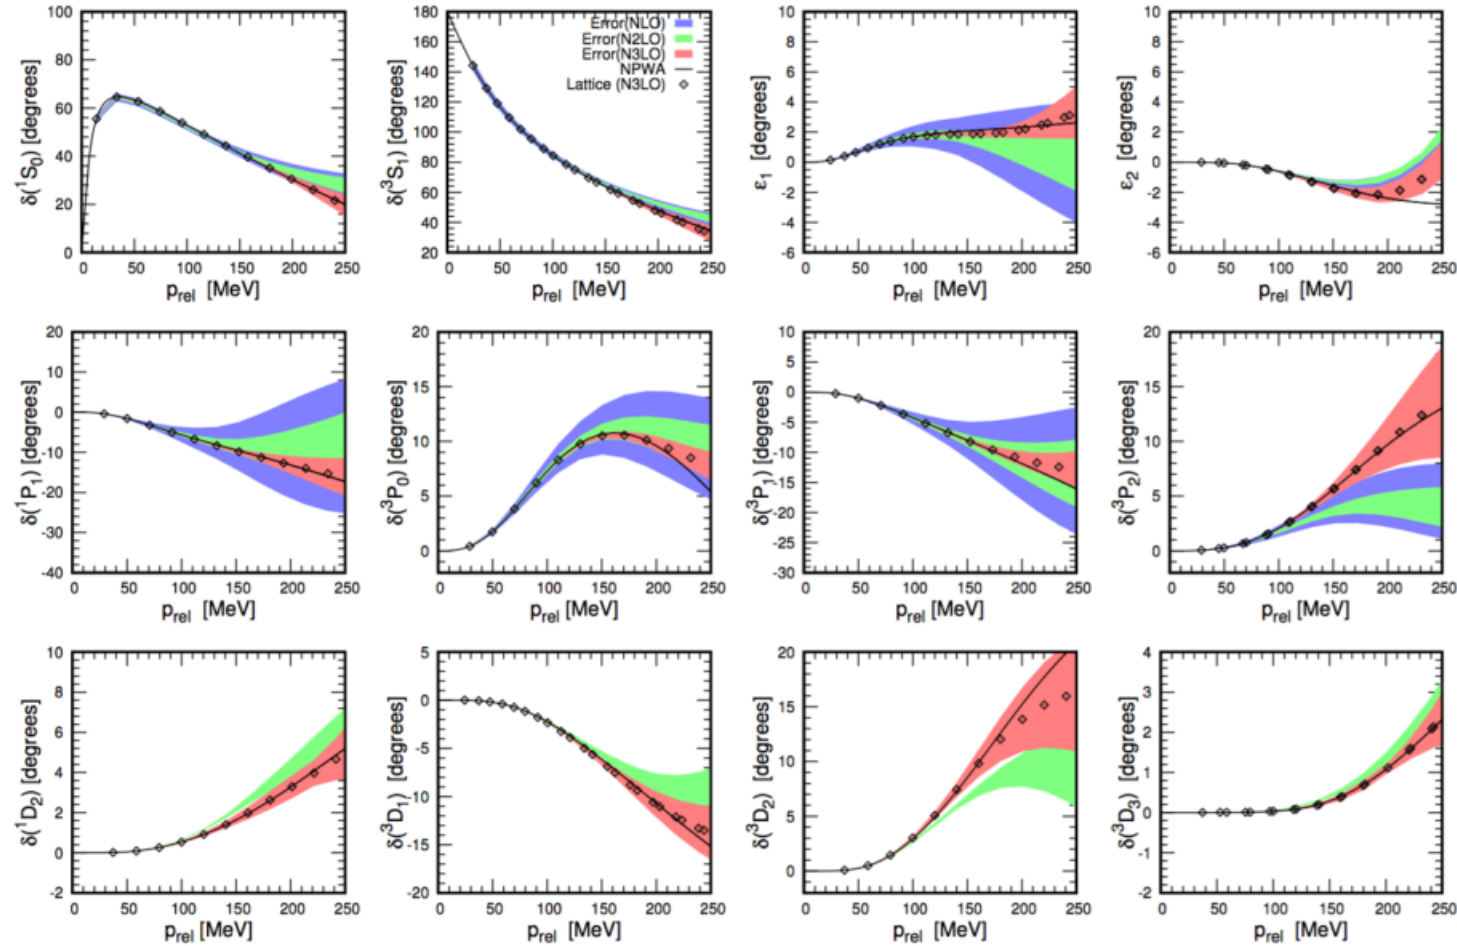 100
80
60
40
20
0
0 50 100 150 200 250
δ(¹S₀) [degrees]
p_rel [MeV]
180
160
140
120
100
80
60
40
20
0 50 100 150 200 250
δ(³S₁) [degrees]
p_rel [MeV]
Error(NLO)
Error(N2LO)
Error(N3LO)
NPWA
Lattice (N3LO)
10
8
6
4
2
0
-2
-4
-6
0 50 100 150 200 250
ε₁ [degrees]
p_rel [MeV]
10
8
6
4
2
0
-2
-4
-6
0 50 100 150 200 250
ε₂ [degrees]
p_rel [MeV]
20
10
0
-10
-20
-30
-40
0 50 100 150 200 250
δ(¹P₁) [degrees]
p_rel [MeV]
20
15
10
5
0
0 50 100 150 200 250
δ(³P₀) [degrees]
p_rel [MeV]
10
5
0
-5
-10
-15
-20
-25
-30
0 50 100 150 200 250
δ(³P₁) [degrees]
p_rel [MeV]
20
15
10
5
0
0 50 100 150 200 250
δ(³P₂) [degrees]
p_rel [MeV]
10
8
6
4
2
0
-2
0 50 100 150 200 250
δ(¹D₂) [degrees]
p_rel [MeV]
5
0
-5
-10
-15
-20
0 50 100 150 200 250
δ(³D₁) [degrees]
p_rel [MeV]
20
15
10
5
0
0 50 100 150 200 250
δ(³D₂) [degrees]
p_rel [MeV]
4
3
2
1
0
-1
-2
0 50 100 150 200 250
δ(³D₃) [degrees]
p_rel [MeV]